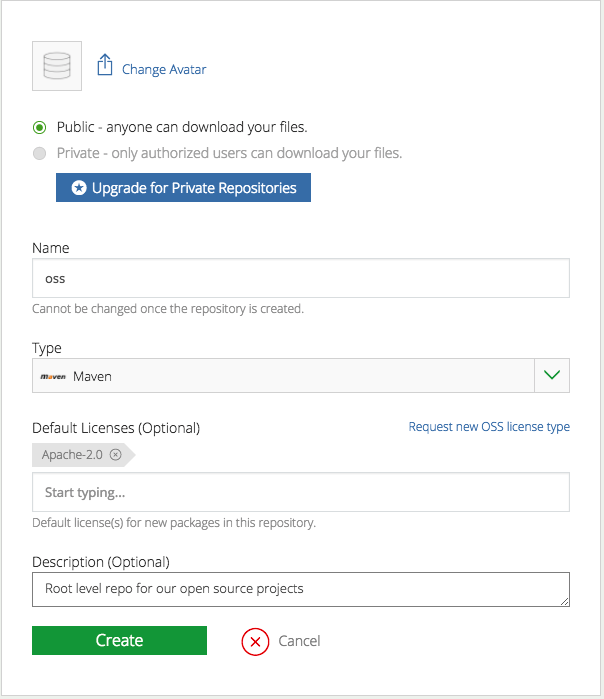 Change Avatar
Public - anyone can download your files.
Private - only authorized users can download your files.
Upgrade for Private Repositories
Name
oss
Cannot be changed once the repository is created.
Type
maven Maven
Default Licenses (Optional) Request new OSS license type
Apache-2.0
Start typing...
Default license(s) for new packages in this repository.
Description (Optional)
Root level repo for our open source projects
Create Cancel